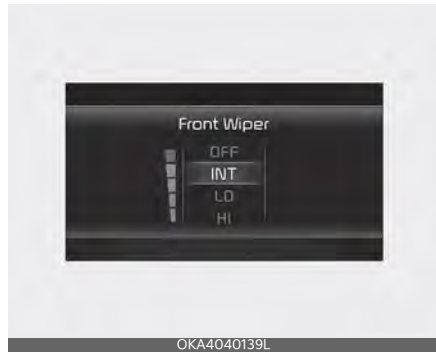 Front Wiper
OFF
INT
LO
HI
OKA4040139L